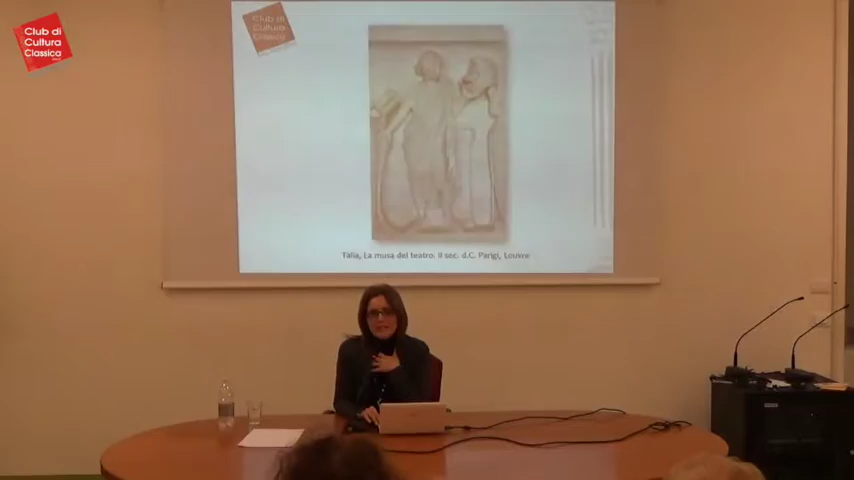 Club di
Cultura
Classica
Club di
Cultura
Classica
Talia, La musa del teatro. II sec. d.C. Parigi, Louvre